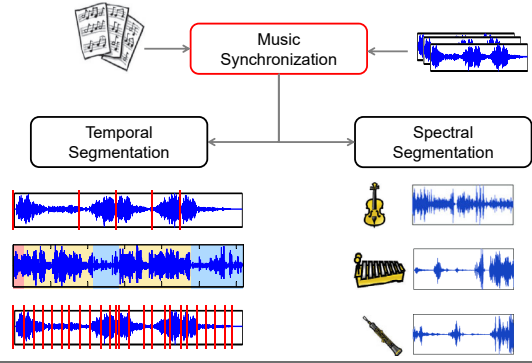 Music
Synchronization
Temporal
Segmentation
Spectral
Segmentation